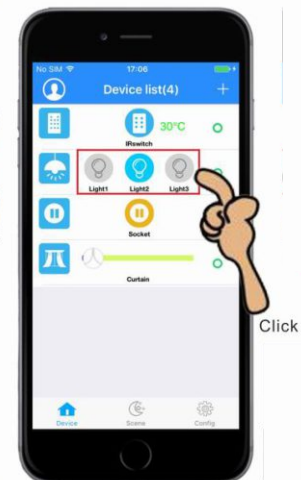 No SIM 17:06
Device list(4) +
30°C
IRswitch
Light1 Light2 Light3
Socket
Curtain
Click
Device Scene Config